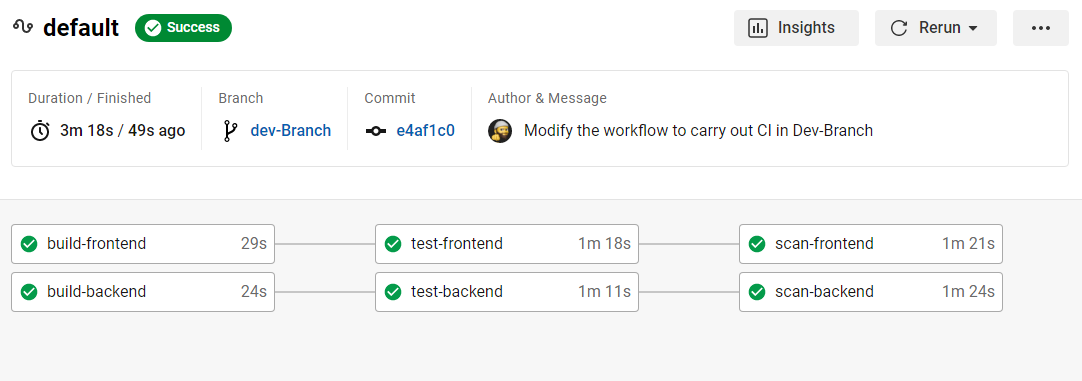 default
Success
Insights
Rerun
Duration / Finished
3m 18s / 49s ago
Branch
dev-Branch
Commit
e4af1c0
Author & Message
Modify the workflow to carry out CI in Dev-Branch
build-frontend 29s
test-frontend 1m 18s
scan-frontend 1m 21s
build-backend 24s
test-backend 1m 11s
scan-backend 1m 24s